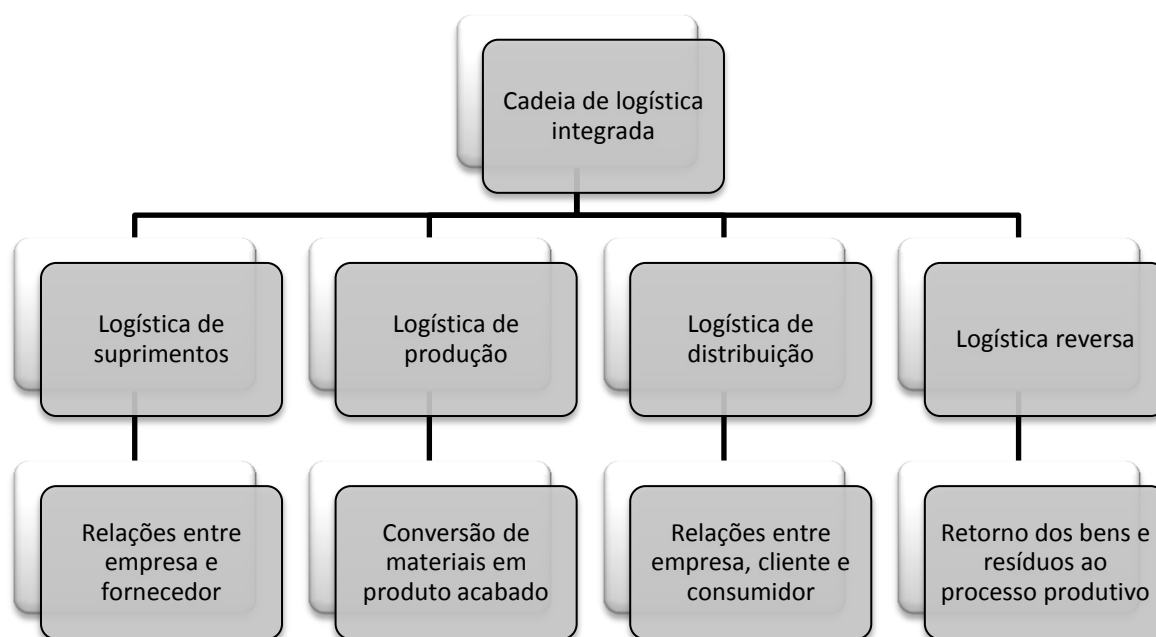 Cadeia de logística
integrada
Logística de
suprimentos
Logística de
produção
Logística de
distribuição
Logística reversa
Relações entre
empresa e
fornecedor
Conversão de
materiais em
produto acabado
Relações entre
empresa, cliente e
consumidor
Retorno dos bens e
resíduos ao
processo produtivo